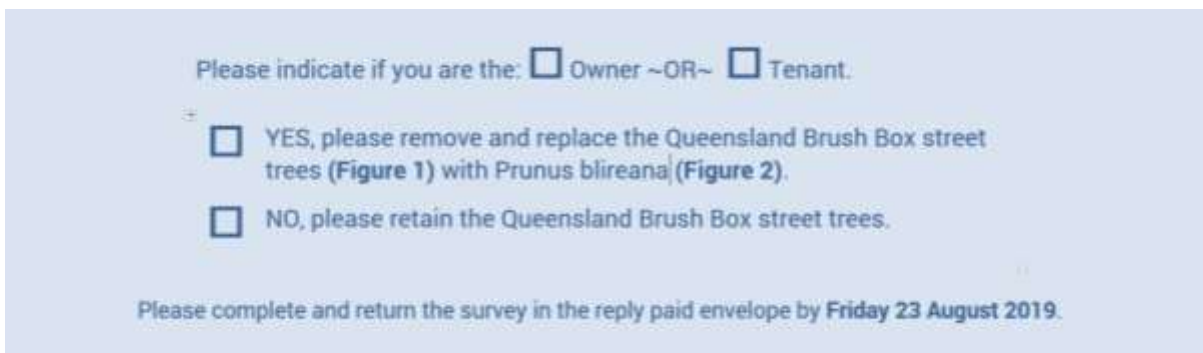 Please indicate if you are the: Owner ~OR~ Tenant.
YES, please remove and replace the Queensland Brush Box street
trees (Figure 1) with Prunus blireana (Figure 2).
NO, please retain the Queensland Brush Box street trees.
Please complete and return the survey in the reply paid envelope by Friday 23 August 2019.